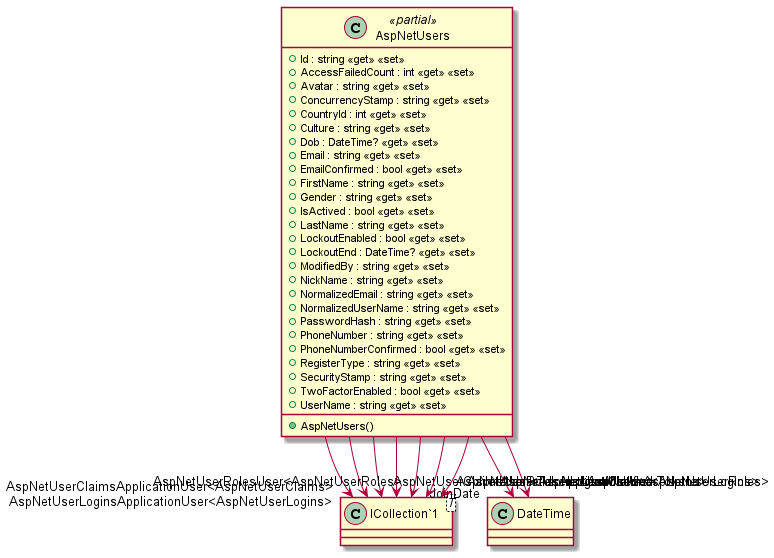 «partial»
C AspNetUsers
Id : string «get» «set»
AccessFailedCount : int «get» «set»
Avatar : string «get» «set»
ConcurrencyStamp : string «get» «set»
CountryId : int «get» «set»
Culture : string «get» «set»
Dob : DateTime? «get» «set»
Email : string «get» «set»
EmailConfirmed : bool «get» «set»
FirstName : string «get» «set»
Gender : string «get» «set»
IsActived : bool «get» «set»
LastName : string «get» «set»
LockoutEnabled : bool «get» «set»
LockoutEnd : DateTime? «get» «set»
ModifiedBy : string «get» «set»
NickName : string «get» «set»
NormalizedEmail : string «get» «set»
NormalizedUserName : string «get» «set»
PasswordHash : string «get» «set»
PhoneNumber : string «get» «set»
PhoneNumberConfirmed : bool «get» «set»
RegisterType : string «get» «set»
SecurityStamp : string «get» «set»
TwoFactorEnabled : bool «get» «set»
UserName : string «get» «set»
AspNetUsers()
AspNetUserRolesUser<AspNetUserRoles
AspNetUserClaimsApplicationUser<AspNetUserClaims>
AspNetUserLoginsApplicationUser<AspNetUserLogins>
C ICollection`1
T
C DateTime